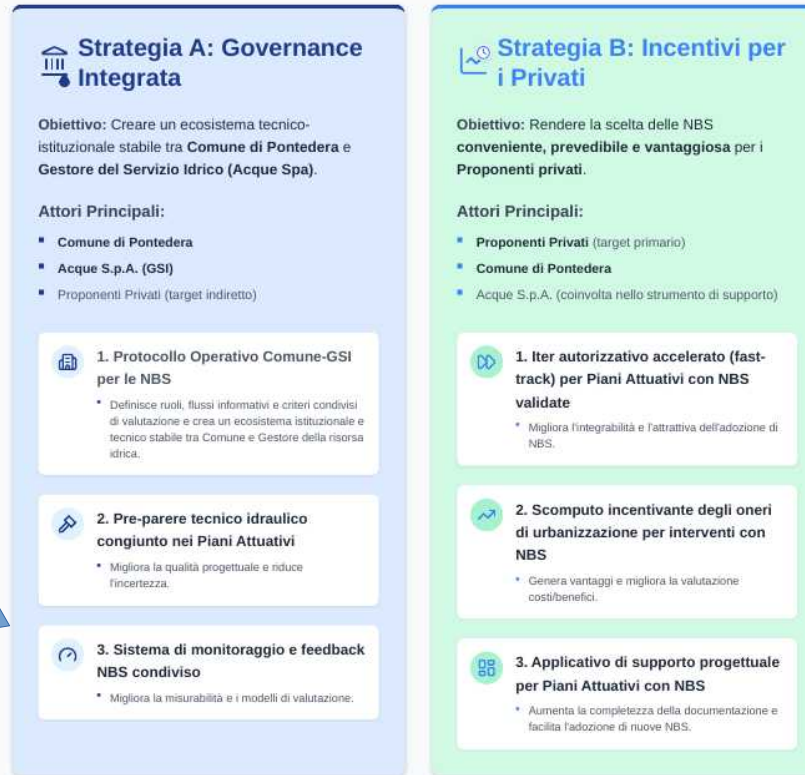 Strategia A: Governance
Integrata
Obiettivo: Creare un ecosistema tecnico-
istituzionale stabile tra Comune di Pontedera e
Gestore del Servizio Idrico (Acque Spa).
Attori Principali:
Comune di Pontedera
Acque S.p.A. (GSI)
Proponenti Privati (target indiretto)
1. Protocollo Operativo Comune-GSI
per le NBS
Definisce ruoli, flussi informativi e criteri condivisi
di valutazione e crea un ecosistema istituzionale e
tecnico stabile tra Comune e Gestore della risorsa
idrica.
2. Pre-parere tecnico idraulico
congiunto nei Piani Attuativi
Migliora la qualità progettuale e riduce
l'incertezza.
3. Sistema di monitoraggio e feedback
NBS condiviso
Migliora la misurabilità e i modelli di valutazione.
Strategia B: Incentivi per
i Privati
Obiettivo: Rendere la scelta delle NBS
conveniente, prevedibile e vantaggiosa per i
Proponenti privati.
Attori Principali:
Proponenti Privati (target primario)
Comune di Pontedera
Acque S.p.A. (coinvolta nello strumento di supporto)
1. Iter autorizzativo accelerato (fast-
track) per Piani Attuativi con NBS
validate
Migliora l'integrabilità e l'attrattiva dell'adozione di
NBS.
2. Scomputo incentivante degli oneri
di urbanizzazione per interventi con
NBS
Genera vantaggi e migliora la valutazione
costi/benefici.
3. Applicativo di supporto progettuale
per Piani Attuativi con NBS
Aumenta la completezza della documentazione e
facilita l'adozione di nuove NBS.